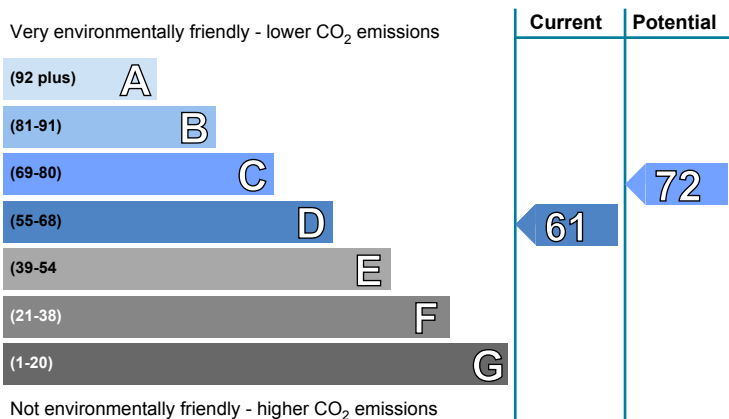 Current Potential
Very environmentally friendly - lower CO2 emissions
(92 plus) A
(81-91) B
(69-80) C
72
(55-68) D
61
(39-54 E
(21-38) F
(1-20) G
Not environmentally friendly - higher CO2 emissions